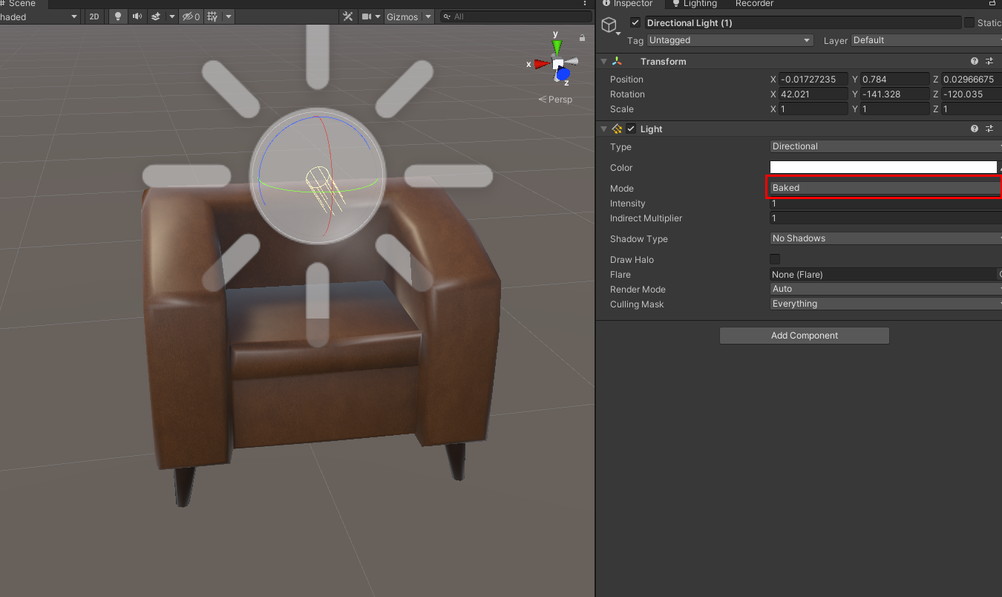 Scene
haded
2D
0
Gizmos
All
y
x
z
Persp
Inspector Lighting Recorder
Directional Light (1) Static
Tag Untagged Layer Default
Transform
Position X -0.01727235 Y 0.784 Z 0.02966675
Rotation X 42.021 Y -141.328 Z -120.035
Scale X 1 Y 1 Z 1
Light
Type Directional
Color
Mode Baked
Intensity 1
Indirect Multiplier 1
Shadow Type No Shadows
Draw Halo
Flare None (Flare)
Render Mode Auto
Culling Mask Everything
Add Component